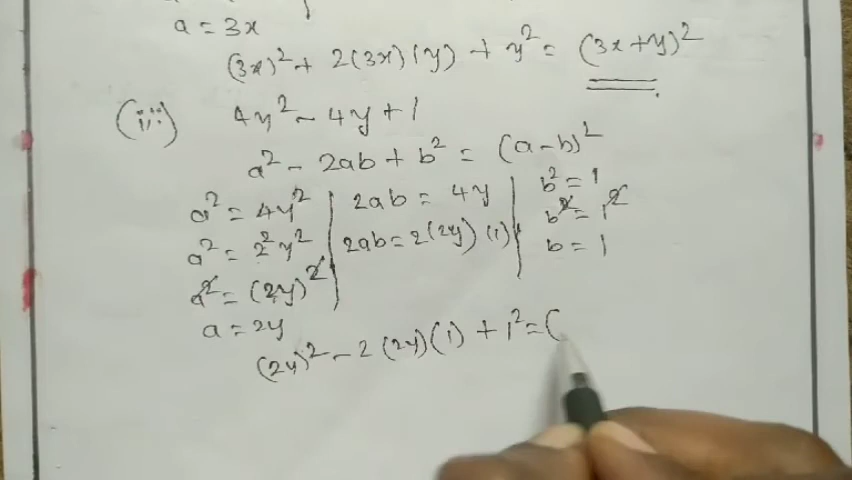 a = 3x
(3x)² + 2(3x)(y) + y² = (3x+y)²
(iii) 4y² - 4y + 1
a² - 2ab + b² = (a-b)²
a² = 4y² | 2ab = 4y | b² = 1
a² = 2²y² | 2ab = 2(2y)(1) | b² = 1²
a² = (2y)² | b = 1
a = 2y
(2y)² - 2(2y)(1) + 1² = (